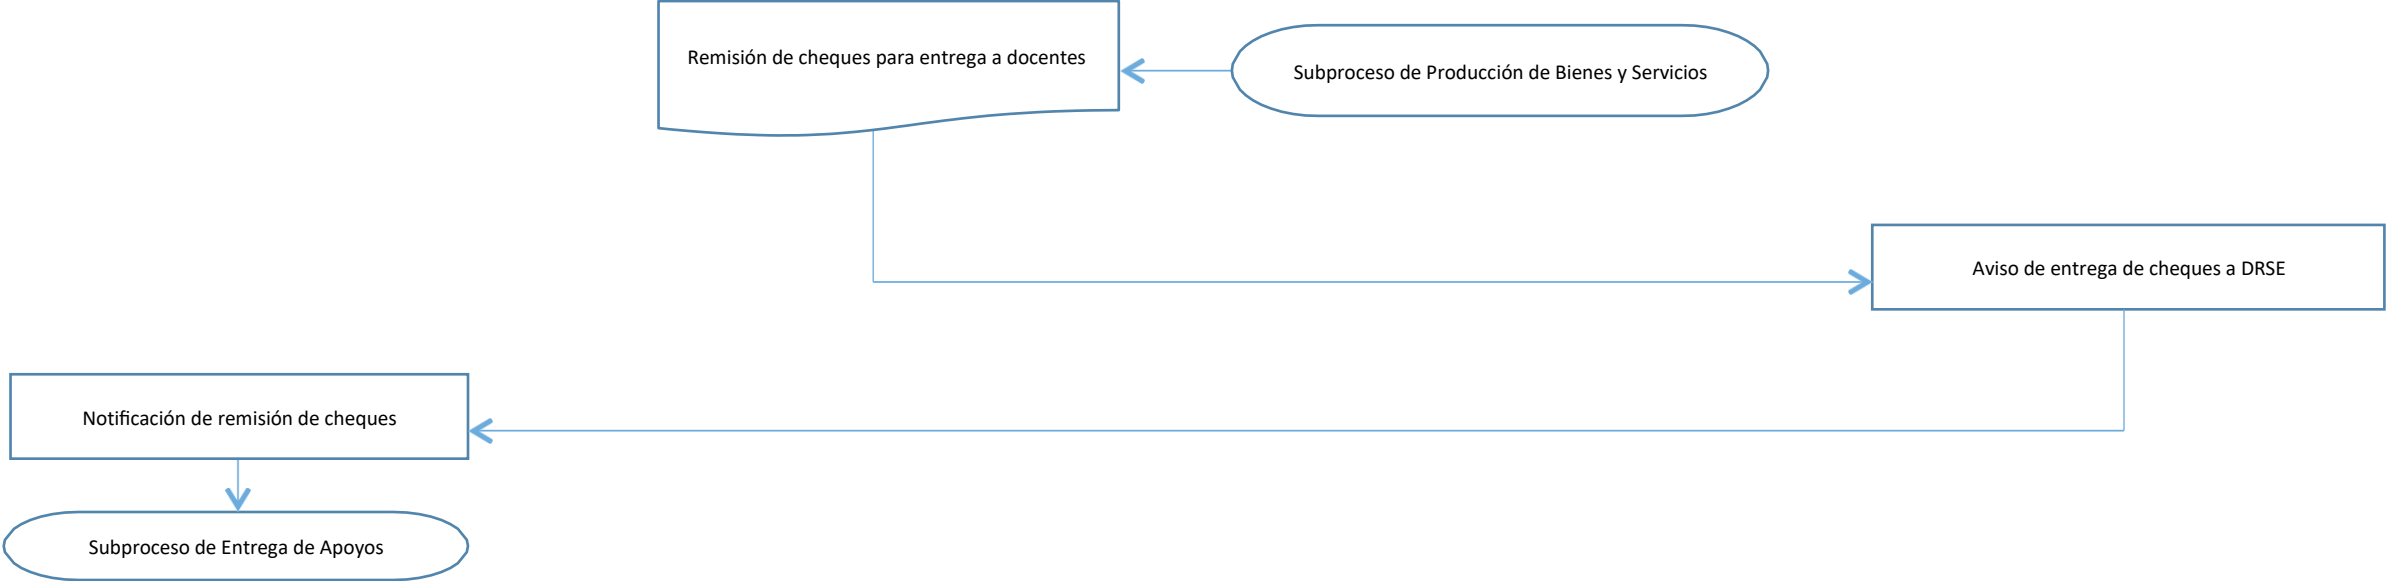 Remisión de cheques para entrega a docentes
Subproceso de Producción de Bienes y Servicios
Aviso de entrega de cheques a DRSE
Notificación de remisión de cheques
Subproceso de Entrega de Apoyos